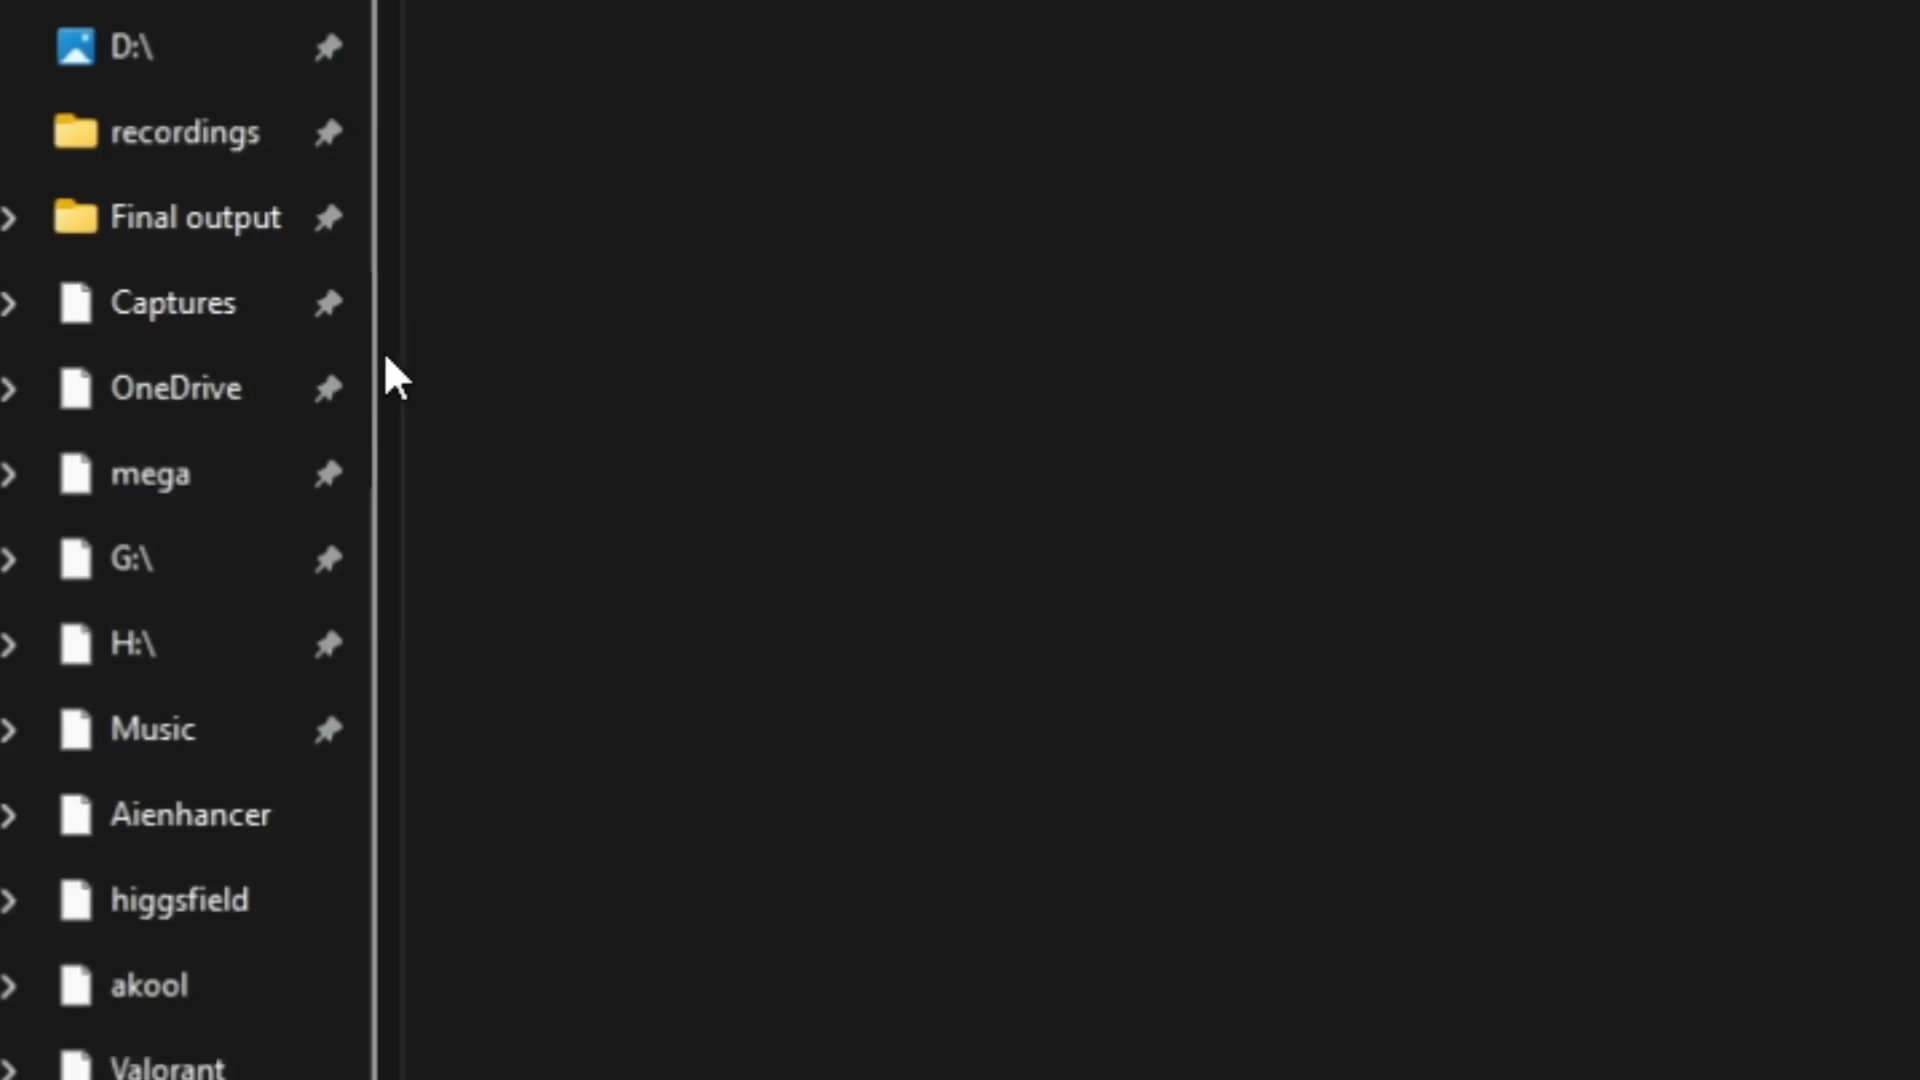 D:\
recordings
Final output
Captures
OneDrive
mega
G:\
H:\
Music
Aienhancer
higgsfield
akool
Valorant